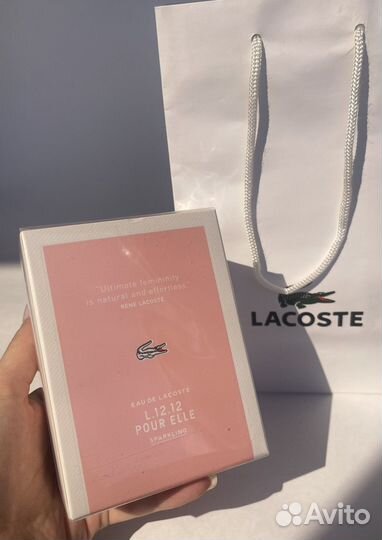 "Ultimate femininity
is natural and effortless"
RENE LACOSTE
EAU DE LACOSTE
L.12.12
POUR ELLE
SPARKLING
LACOSTE
Avito